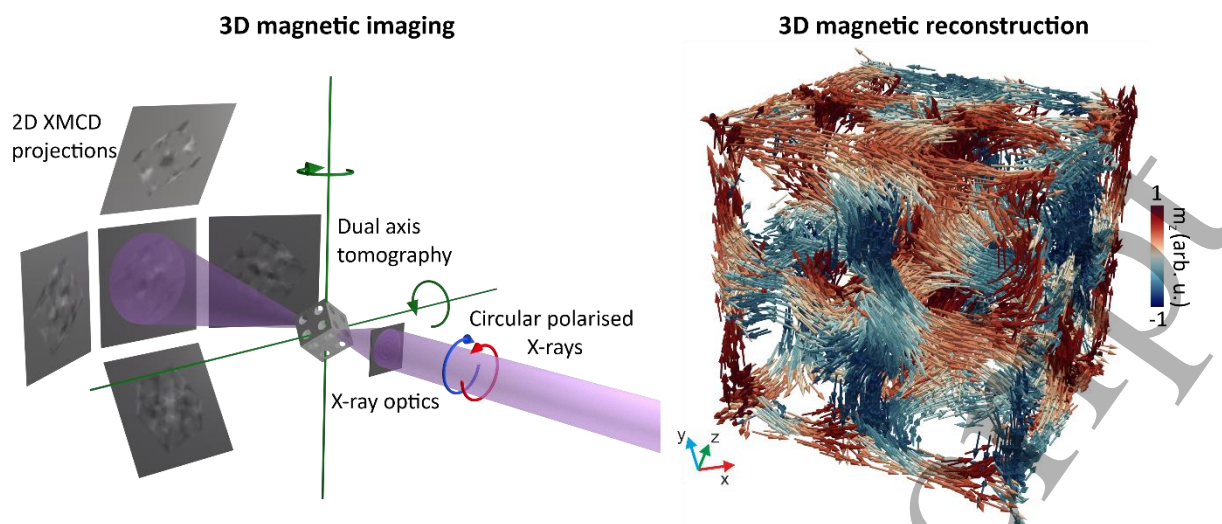 3D magnetic imaging
3D magnetic reconstruction
2D XMCD
projections
Dual axis
tomography
Circular polarised
X-rays
X-ray optics
1
m_z (arb. u.)
-1
y
z
x